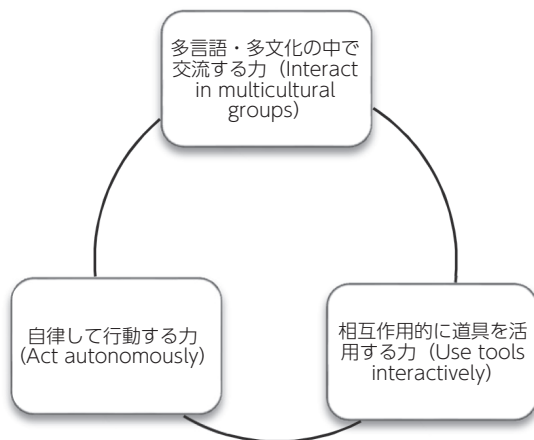 多言語・多文化の中で
交流する力（Interact
in multicultural
groups）
自律して行動する力
(Act autonomously)
相互作用的に道具を活
用する力（Use tools
interactively）